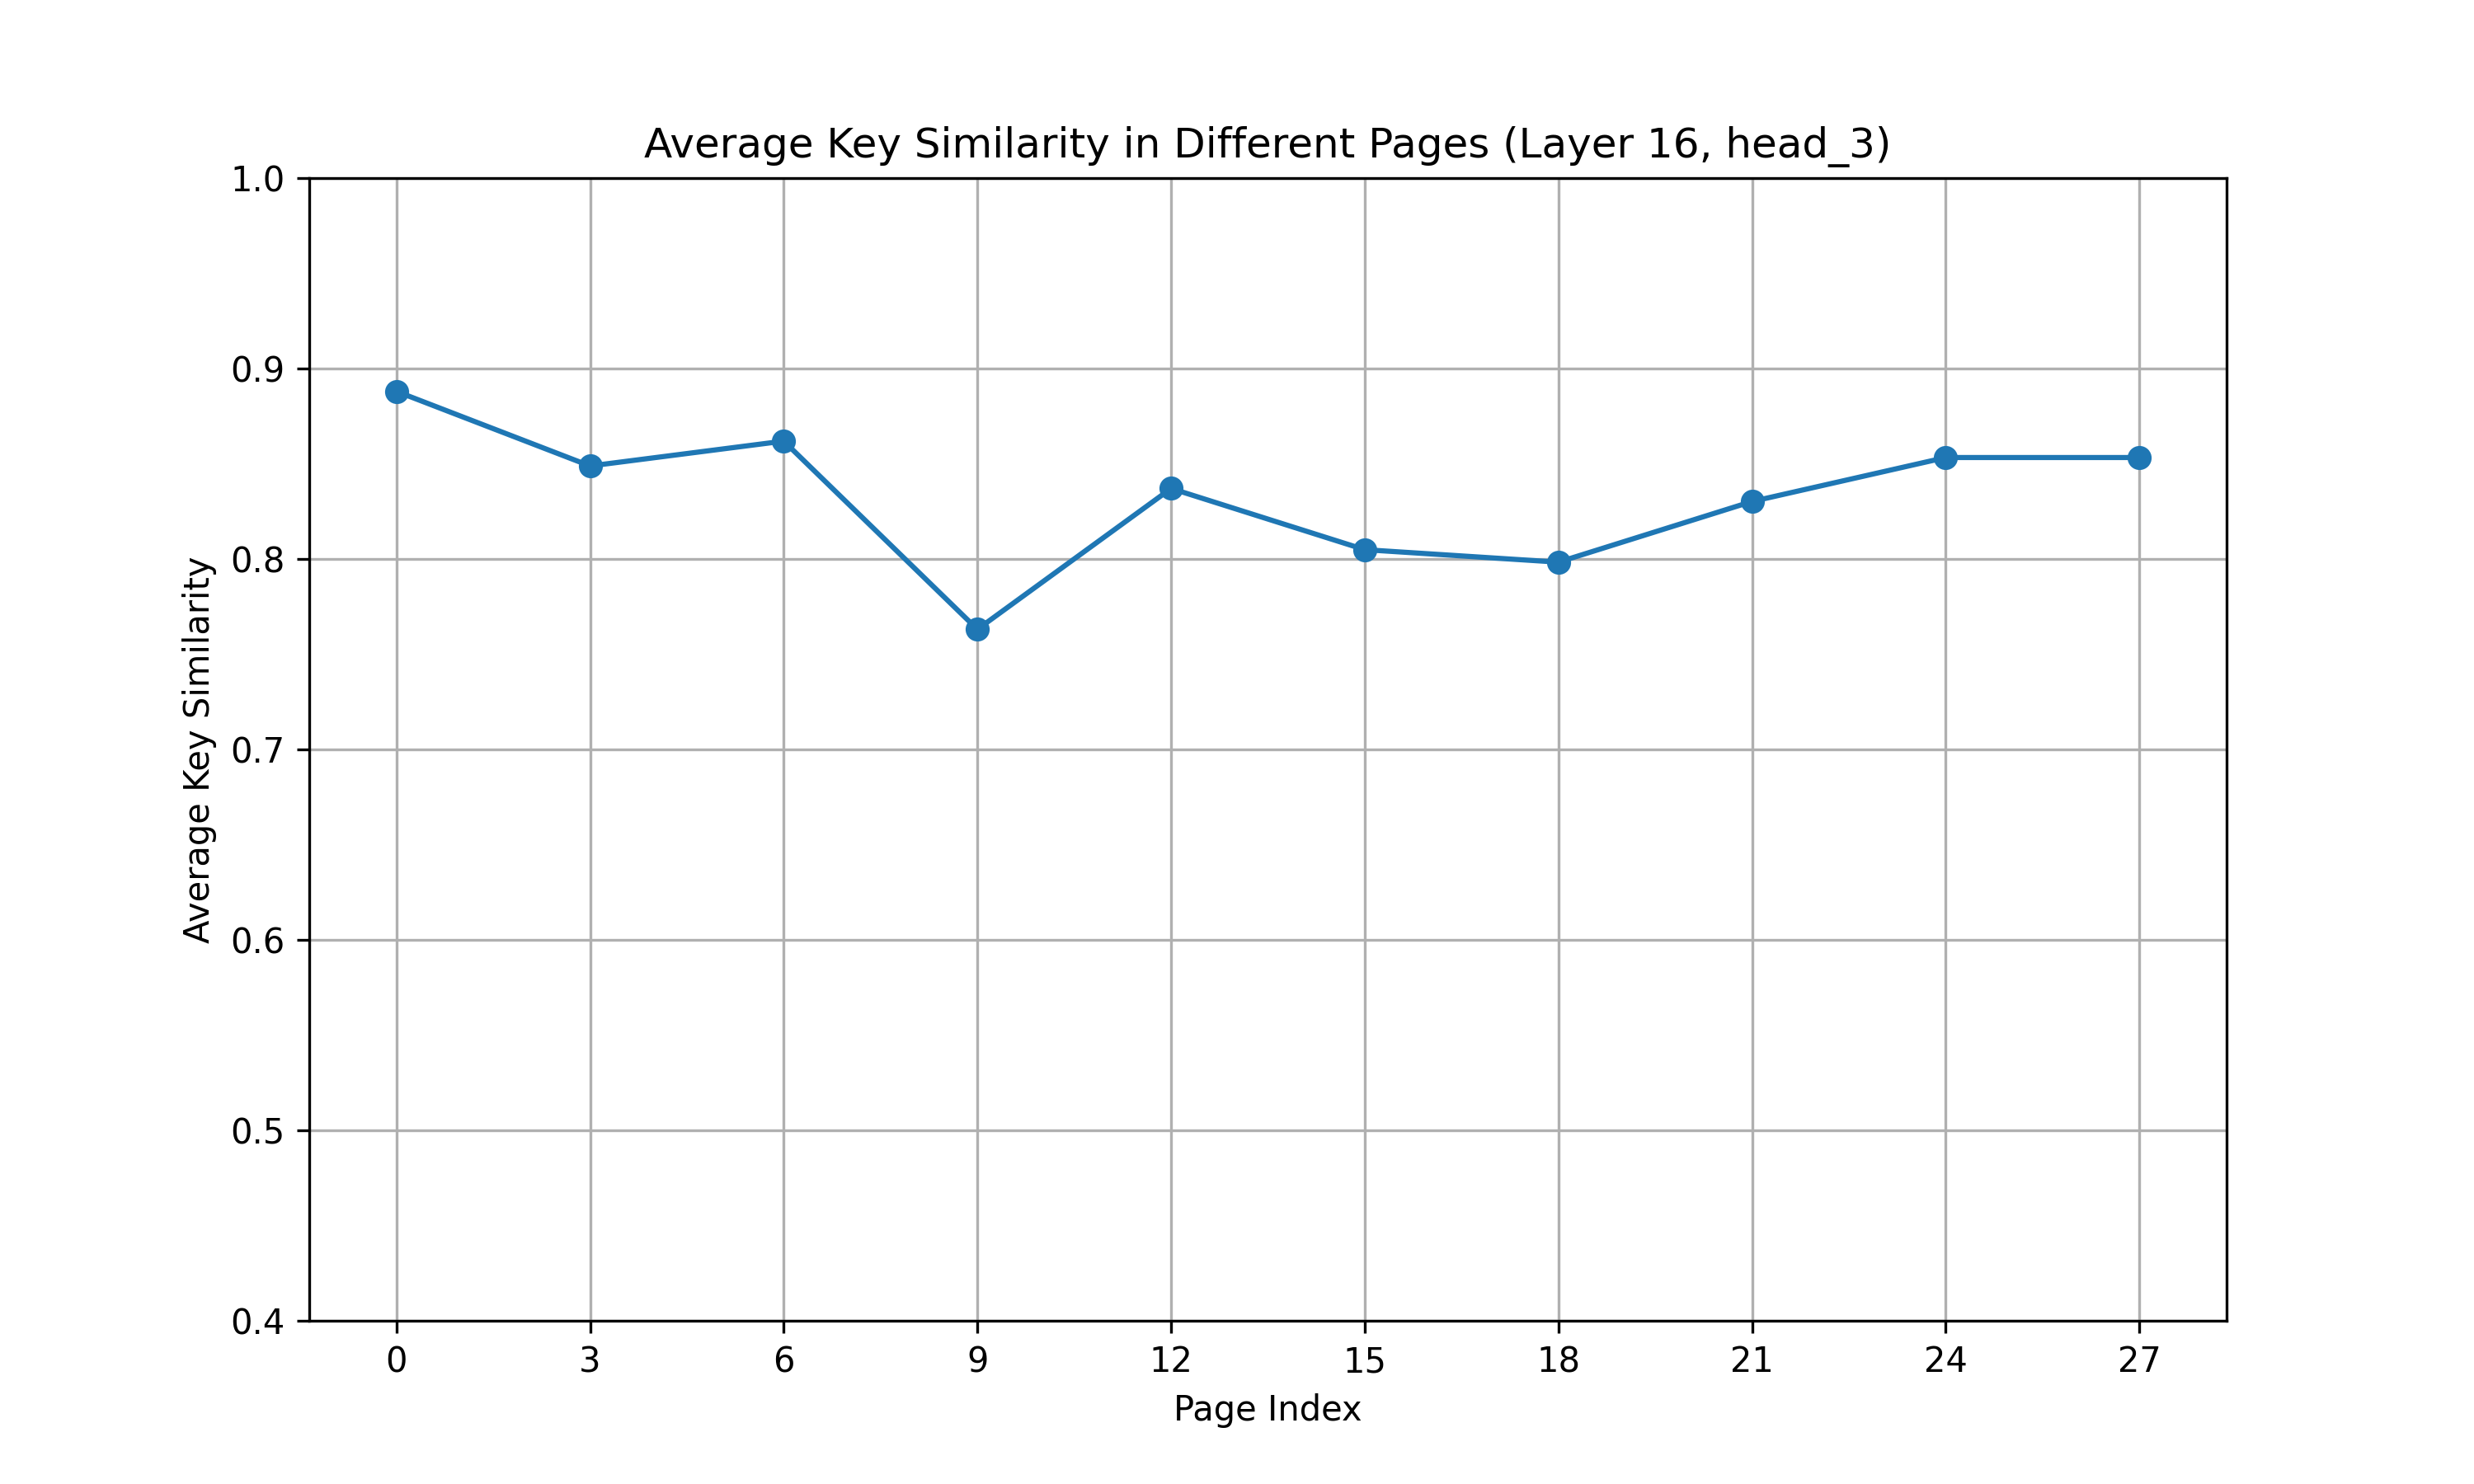 Average Key Similarity in Different Pages (Layer 16, head_3)
1.0
0.9
0.8
0.7
0.6
0.5
0.4
Average Key Similarity
0 3 6 9 12 15 18 21 24 27
Page Index